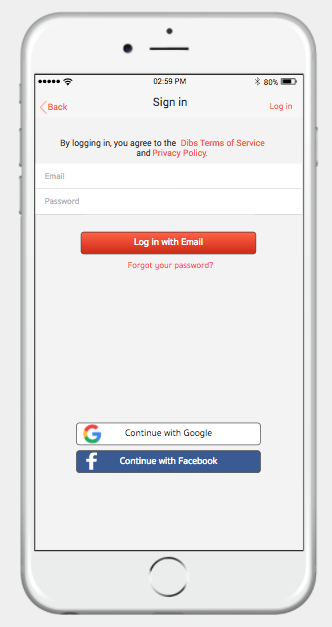 02:59 PM 80%
Back Sign in Log in
By logging in, you agree to the Dibs Terms of Service
and Privacy Policy.
Email
Password
Log in with Email
Forgot your password?
G Continue with Google
f Continue with Facebook